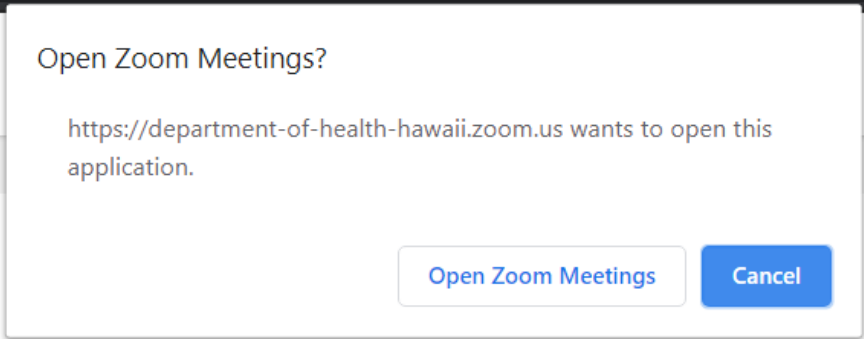 Open Zoom Meetings?
https://department-of-health-hawaii.zoom.us wants to open this
application.
Open Zoom Meetings
Cancel